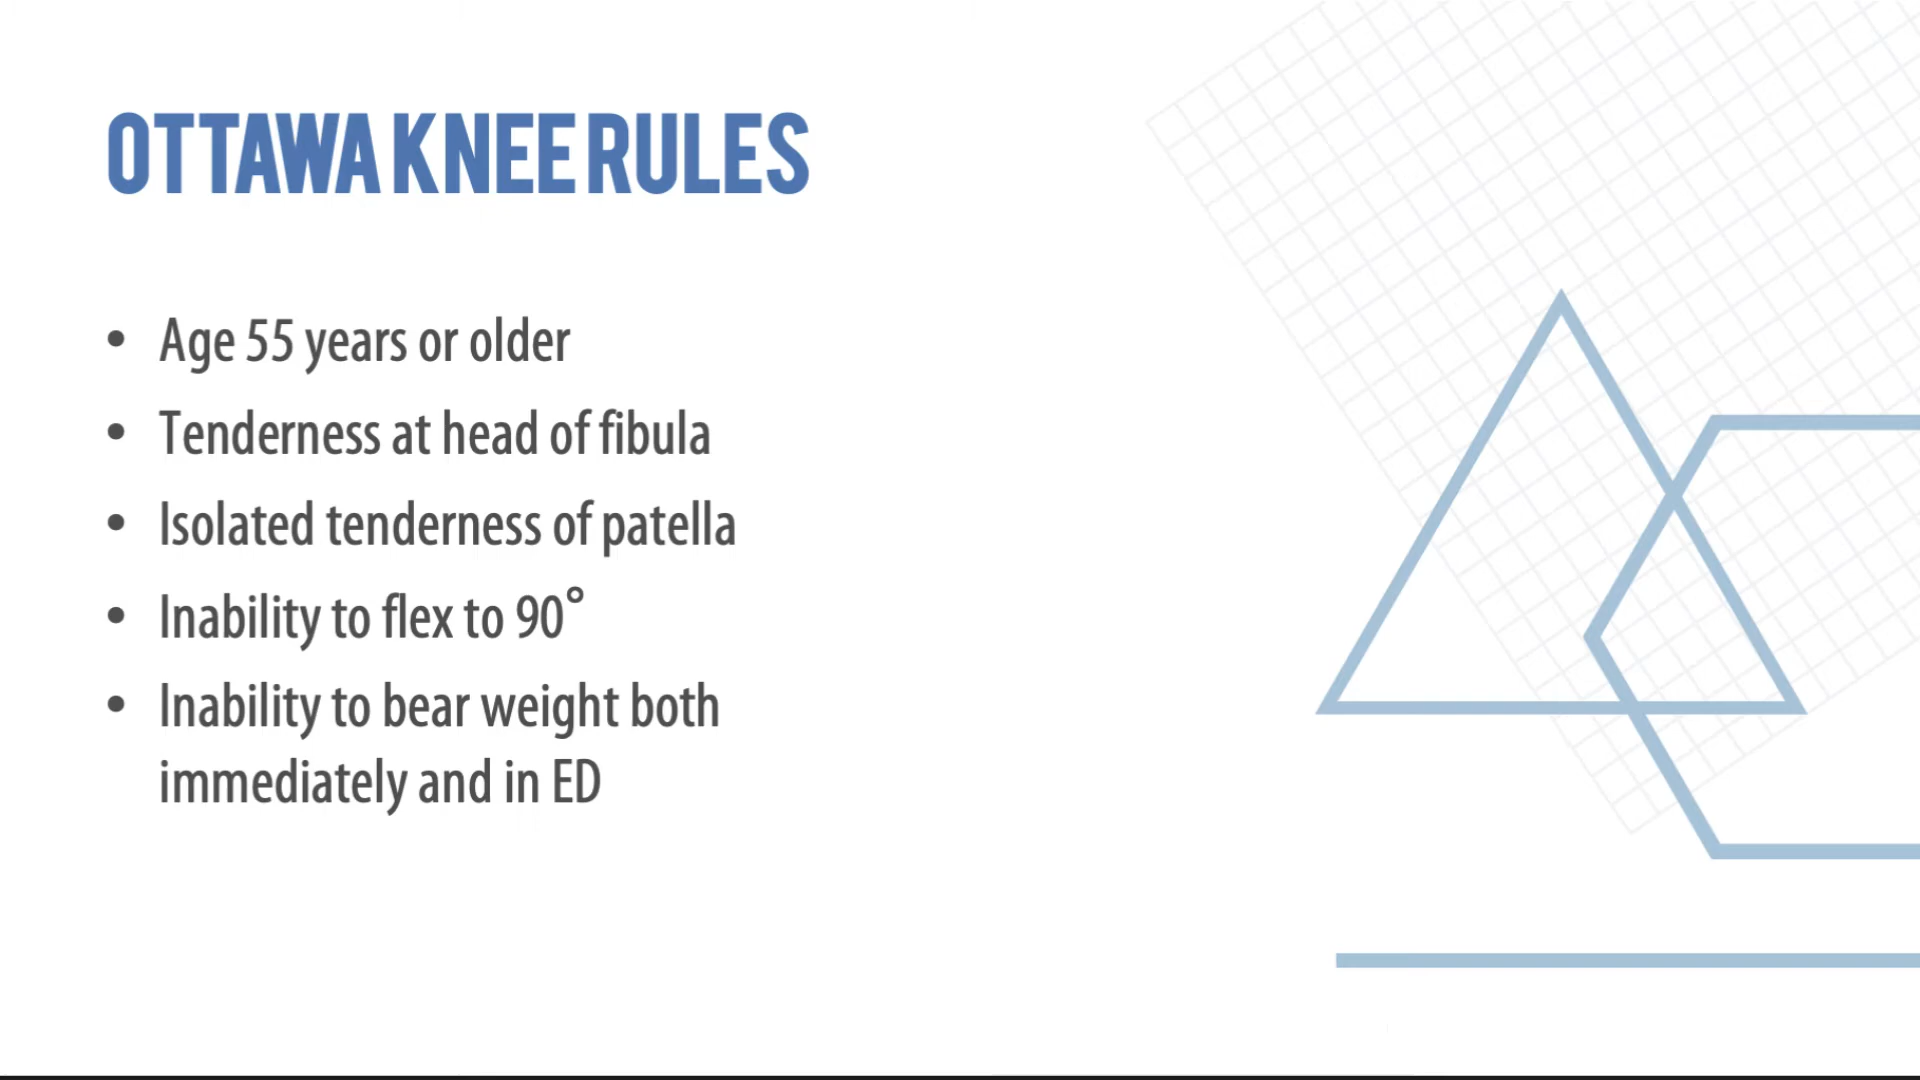 OTTAWA KNEE RULES
• Age 55 years or older
• Tenderness at head of fibula
• Isolated tenderness of patella
• Inability to flex to 90°
• Inability to bear weight both
immediately and in ED